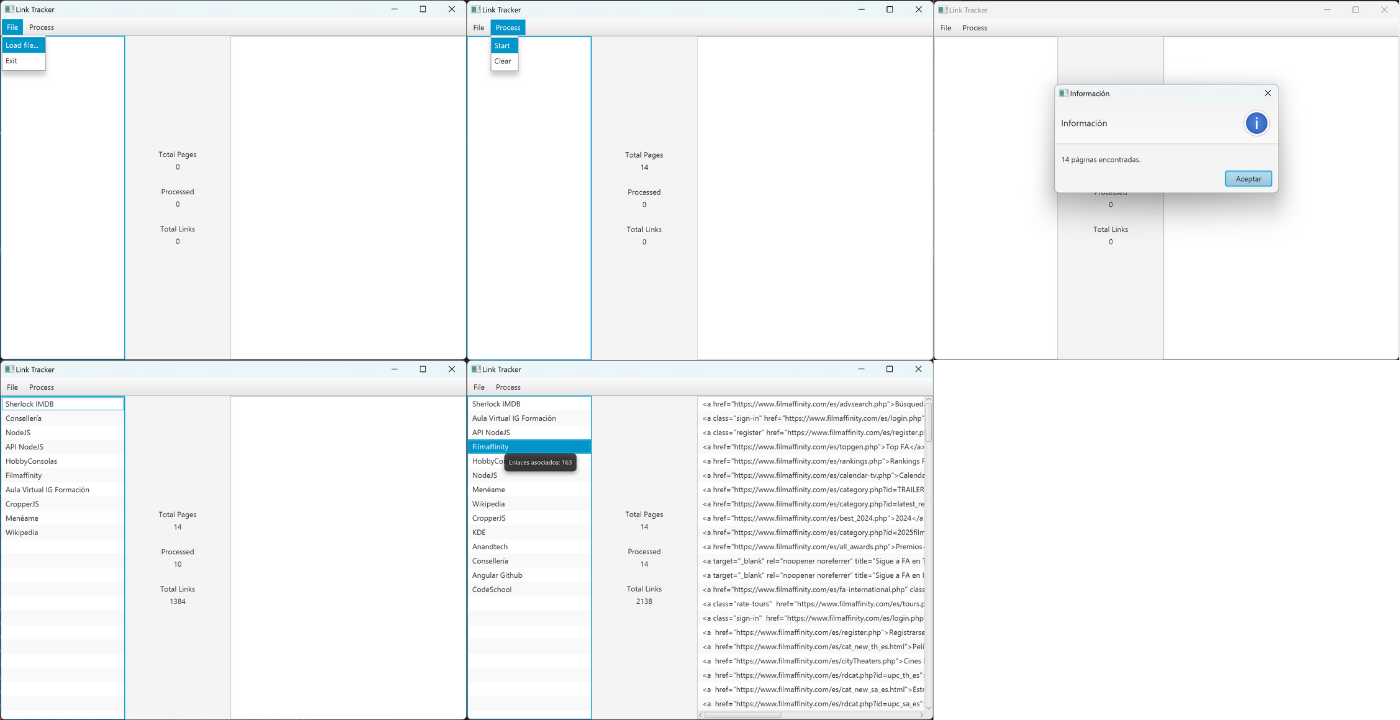 Link Tracker
File Process
Load file...
Exit
Total Pages
0
Processed
0
Total Links
0
Link Tracker
File Process
Start
Clear
Total Pages
14
Processed
0
Total Links
0
Link Tracker
File Process
Información
Información
14 páginas encontradas.
Aceptar
Processed
0
Total Links
0
Link Tracker
File Process
Sherlock IMDB
Consellería
NodeJS
API NodeJS
HobbyConsolas
Filmaffinity
Aula Virtual IG Formación
CropperJS
Menéame
Wikipedia
Total Pages
14
Processed
10
Total Links
1384
Link Tracker
File Process
Sherlock IMDB
Aula Virtual IG Formación
API NodeJS
Filmaffinity
HobbyCo
Enlaces asociados: 163
NodeJS
Menéame
Wikipedia
CropperJS
KDE
Anandtech
Consellería
Angular Github
CodeSchool
Total Pages
14
Processed
14
Total Links
2138
<a href="https://www.filmaffinity.com/es/advsearch.php">Búsqued
<a class="sign-in" href="https://www.filmaffinity.com/es/login.php"
<a class="register" href="https://www.filmaffinity.com/es/register.p
<a href="https://www.filmaffinity.com/es/topgen.php">Top FA</a>
<a href="https://www.filmaffinity.com/es/rankings.php">Rankings F
<a href="https://www.filmaffinity.com/es/calendar-tv.php">Calenda
<a href="https://www.filmaffinity.com/es/category.php?id=TRAILER
<a href="https://www.filmaffinity.com/es/category.php?id=latest_re
<a href="https://www.filmaffinity.com/es/best_2024.php">2024</a
<a href="https://www.filmaffinity.com/es/category.php?id=2025film
<a href="https://www.filmaffinity.com/es/all_awards.php">Premios
<a target="_blank" rel="noopener noreferrer" title="Sigue a FA en T
<a target="_blank" rel="noopener noreferrer" title="Sigue a FA en I
<a href="https://www.filmaffinity.com/es/fa-international.php" class
<a class="rate-tours" href="https://www.filmaffinity.com/es/tours.p
<a class="sign-in" href="https://www.filmaffinity.com/es/login.php
<a href="https://www.filmaffinity.com/es/register.php">Registrarse
<a href="https://www.filmaffinity.com/es/cat_new_th_es.html">Pelí
<a href="https://www.filmaffinity.com/es/cityTheaters.php">Cines
<a href="https://www.filmaffinity.com/es/rdcat.php?id=upc_th_es"
<a href="https://www.filmaffinity.com/es/cat_new_sa_es.html">Estr
<a href="https://www.filmaffinity.com/es/rdcat.php?id=upc_sa_es"